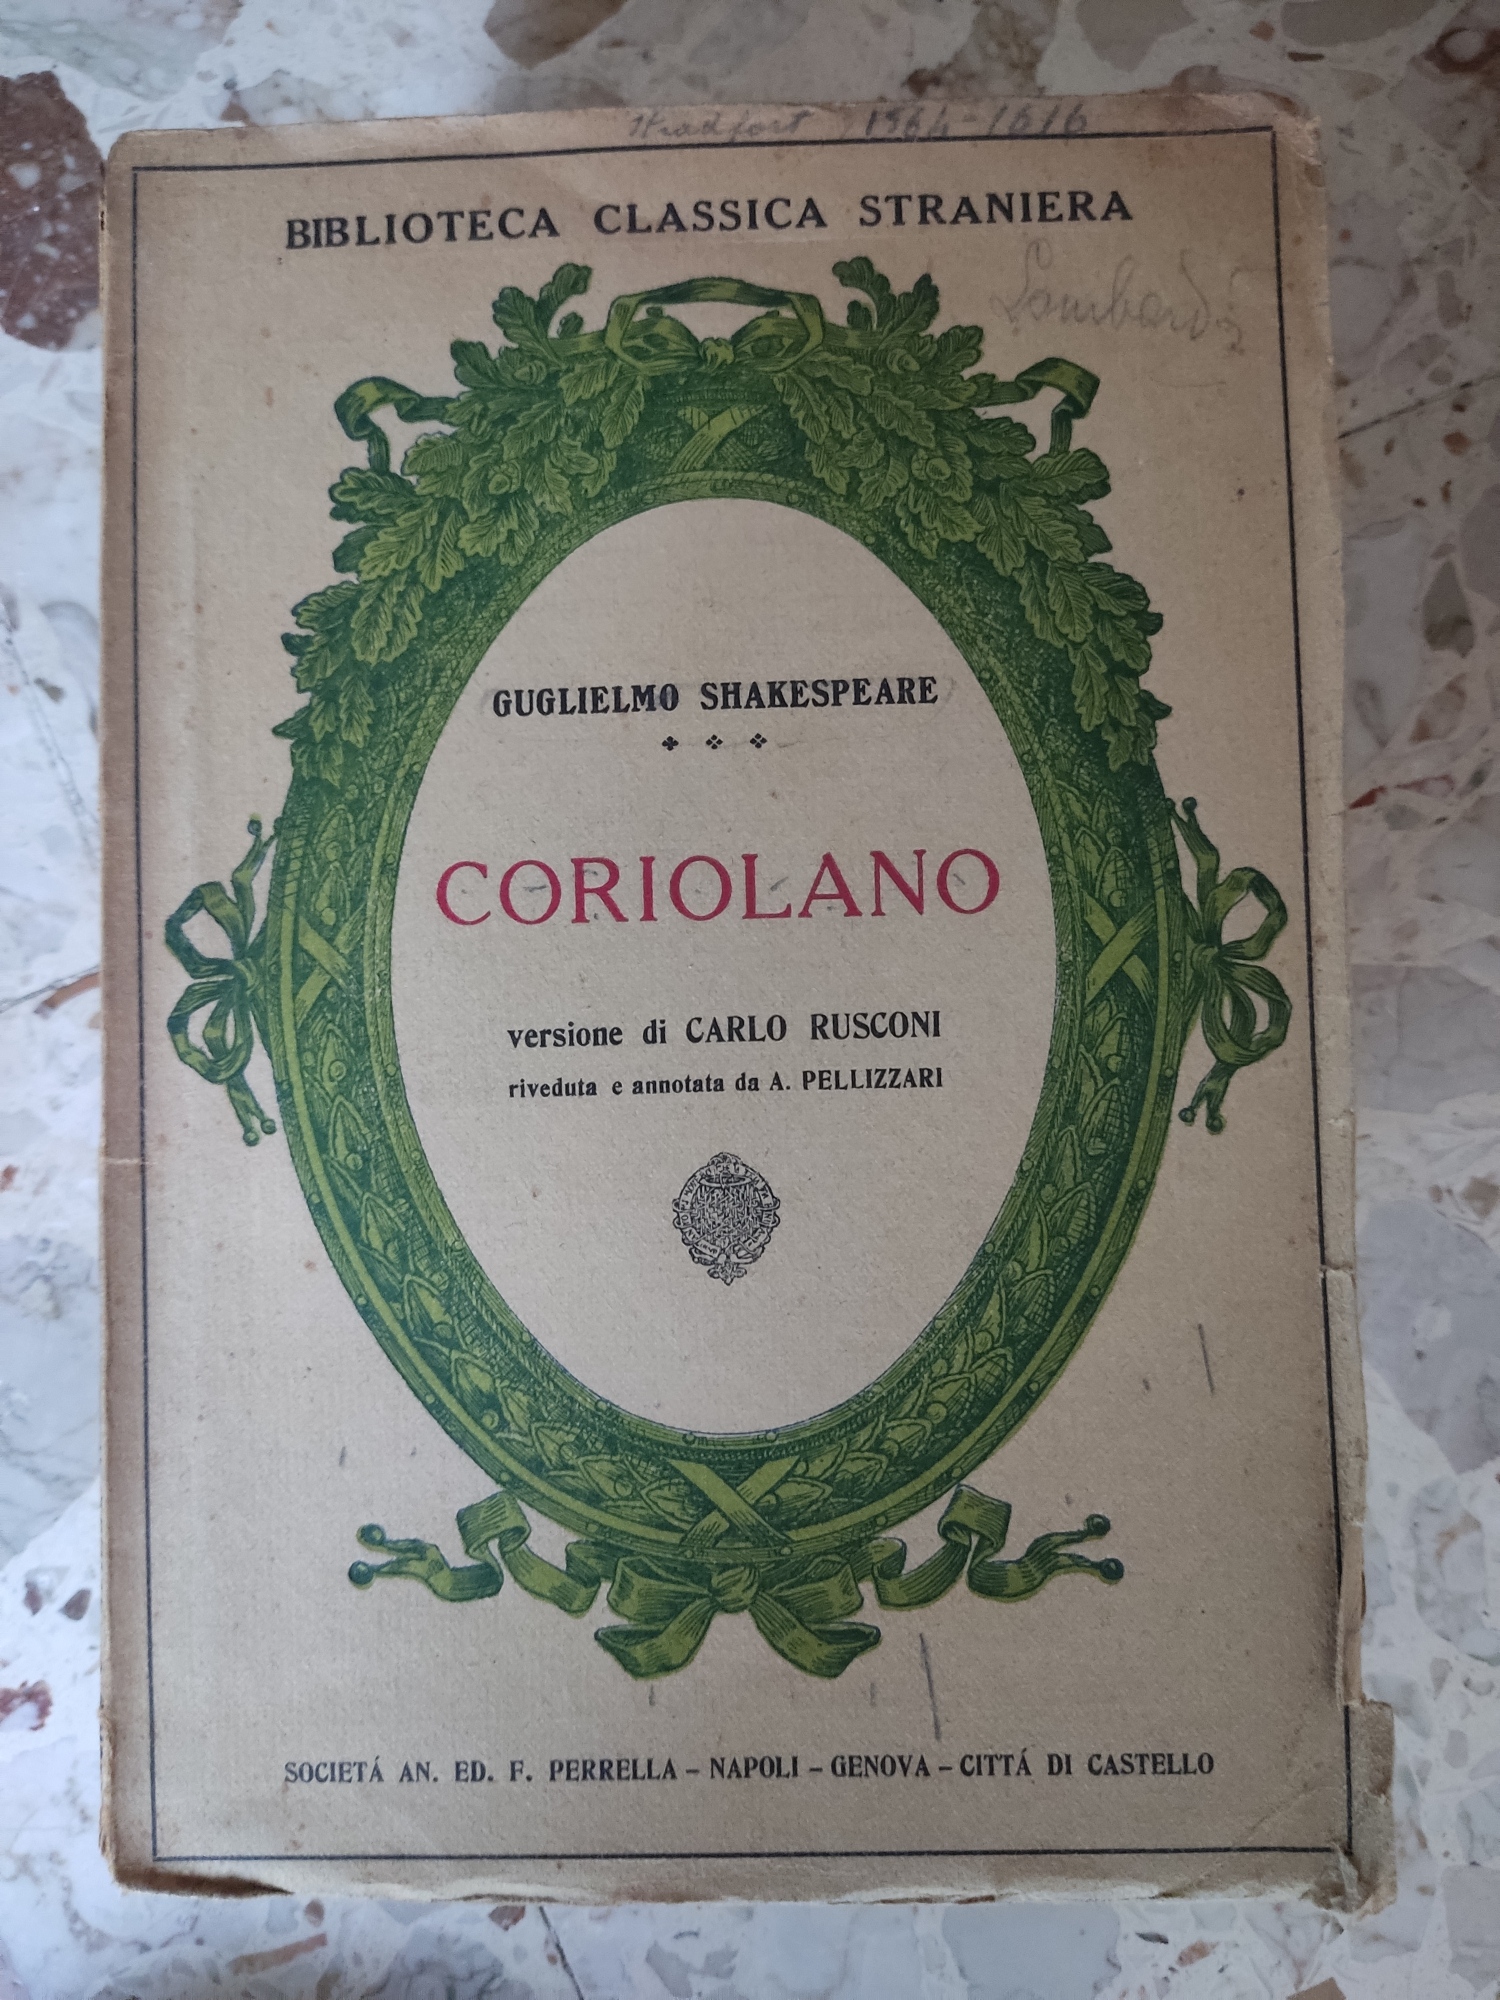 1564-1616
BIBLIOTECA CLASSICA STRANIERA
Lombardi
GUGLIELMO SHAKESPEARE
CORIOLANO
versione di CARLO RUSCONI
riveduta e annotata da A. PELLIZZARI
SOCIETÁ AN. ED. F. PERRELLA – NAPOLI – GENOVA – CITTÁ DI CASTELLO